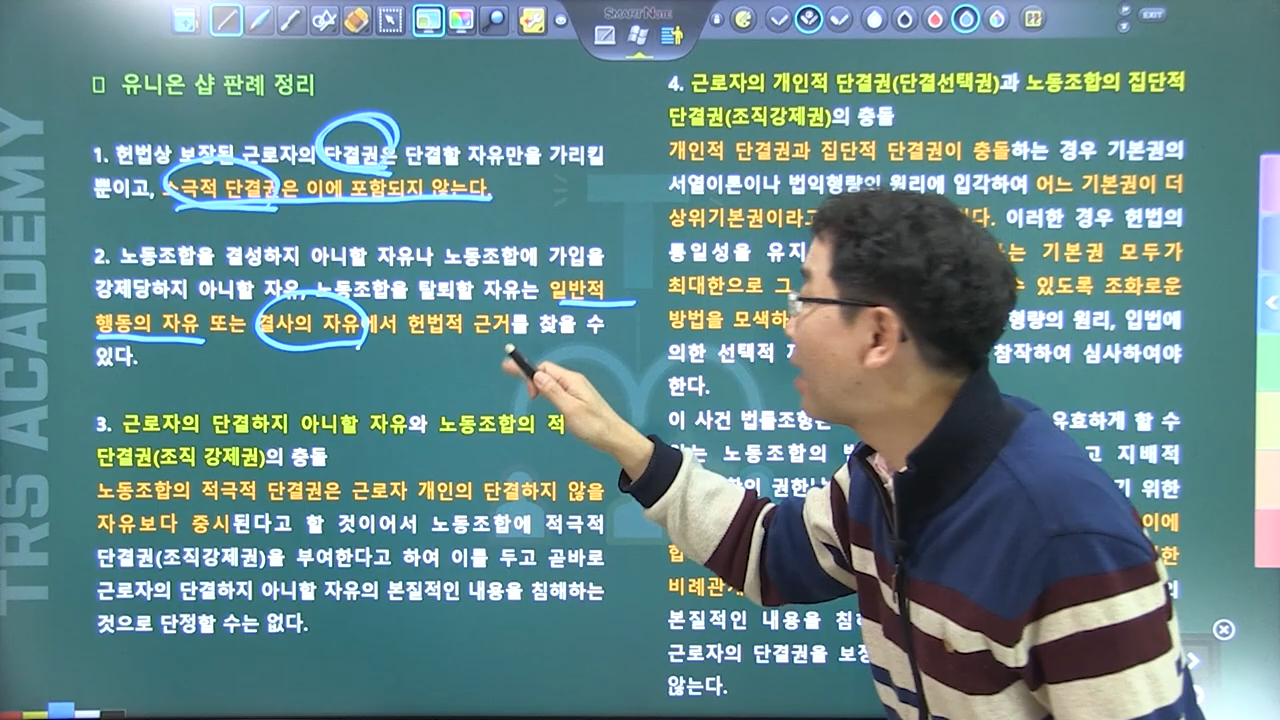 SMARTNOTE
EXIT
TRS ACADEMY
유니온 샵 판례 정리
1. 헌법상 보장된 근로자의 단결권은 단결할 자유만을 가리킬
뿐이고, 소극적 단결권은 이에 포함되지 않는다.
2. 노동조합을 결성하지 아니할 자유나 노동조합에 가입을
강제당하지 아니할 자유, 노동조합을 탈퇴할 자유는 일반적
행동의 자유 또는 결사의 자유에서 헌법적 근거를 찾을 수
있다.
3. 근로자의 단결하지 아니할 자유와 노동조합의 적
단결권(조직 강제권)의 충돌
노동조합의 적극적 단결권은 근로자 개인의 단결하지 않을
자유보다 중시된다고 할 것이어서 노동조합에 적극적
단결권(조직강제권)을 부여한다고 하여 이를 두고 곧바로
근로자의 단결하지 아니할 자유의 본질적인 내용을 침해하는
것으로 단정할 수는 없다.
4. 근로자의 개인적 단결권(단결선택권)과 노동조합의 집단적
단결권(조직강제권)의 충돌
개인적 단결권과 집단적 단결권이 충돌하는 경우 기본권의
서열이론이나 법익형량의 원리에 입각하여 어느 기본권이 더
상위기본권이라고 이러한 경우 헌법의
통일성을 유지 기본권 모두가
최대한으로 그 수 있도록 조화로운
방법을 모색하 형량의 원리, 입법에
의한 선택적 참작하여 심사하여야
한다.
이 사건 법률조항은 유효하게 할 수
노동조합의 고 지배적
권한 위한
이에
합
비례관계
본질적인 내용을 침해
근로자의 단결권을 보장
않는다.